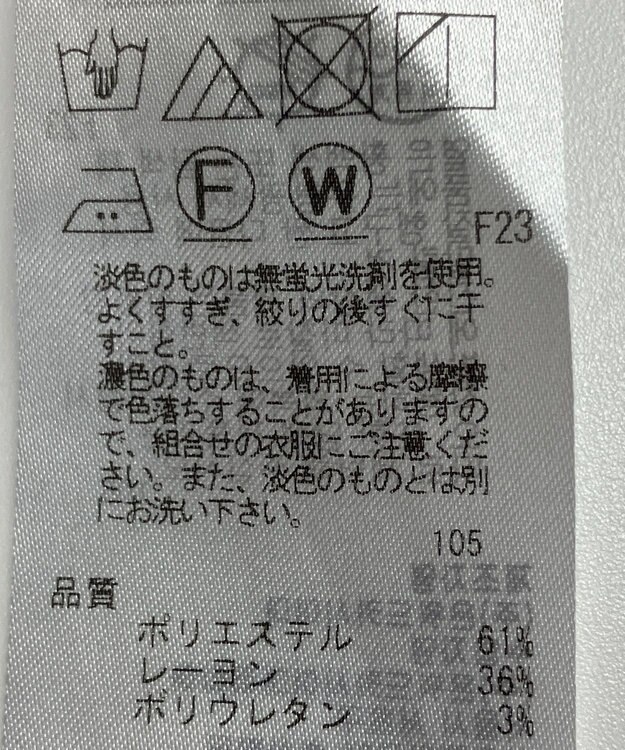 F W
F23
淡色のものは無蛍光洗剤を使用。
よくすすぎ、絞りの後すぐに干
すこと。
濃色のものは、着用による摩擦
で色落ちすることがありますの
で、組合せの衣服にご注意くだ
さい。また、淡色のものとは別
にお洗い下さい。
105
品質
ポリエステル 61%
レーヨン 36%
ポリウレタン 3%